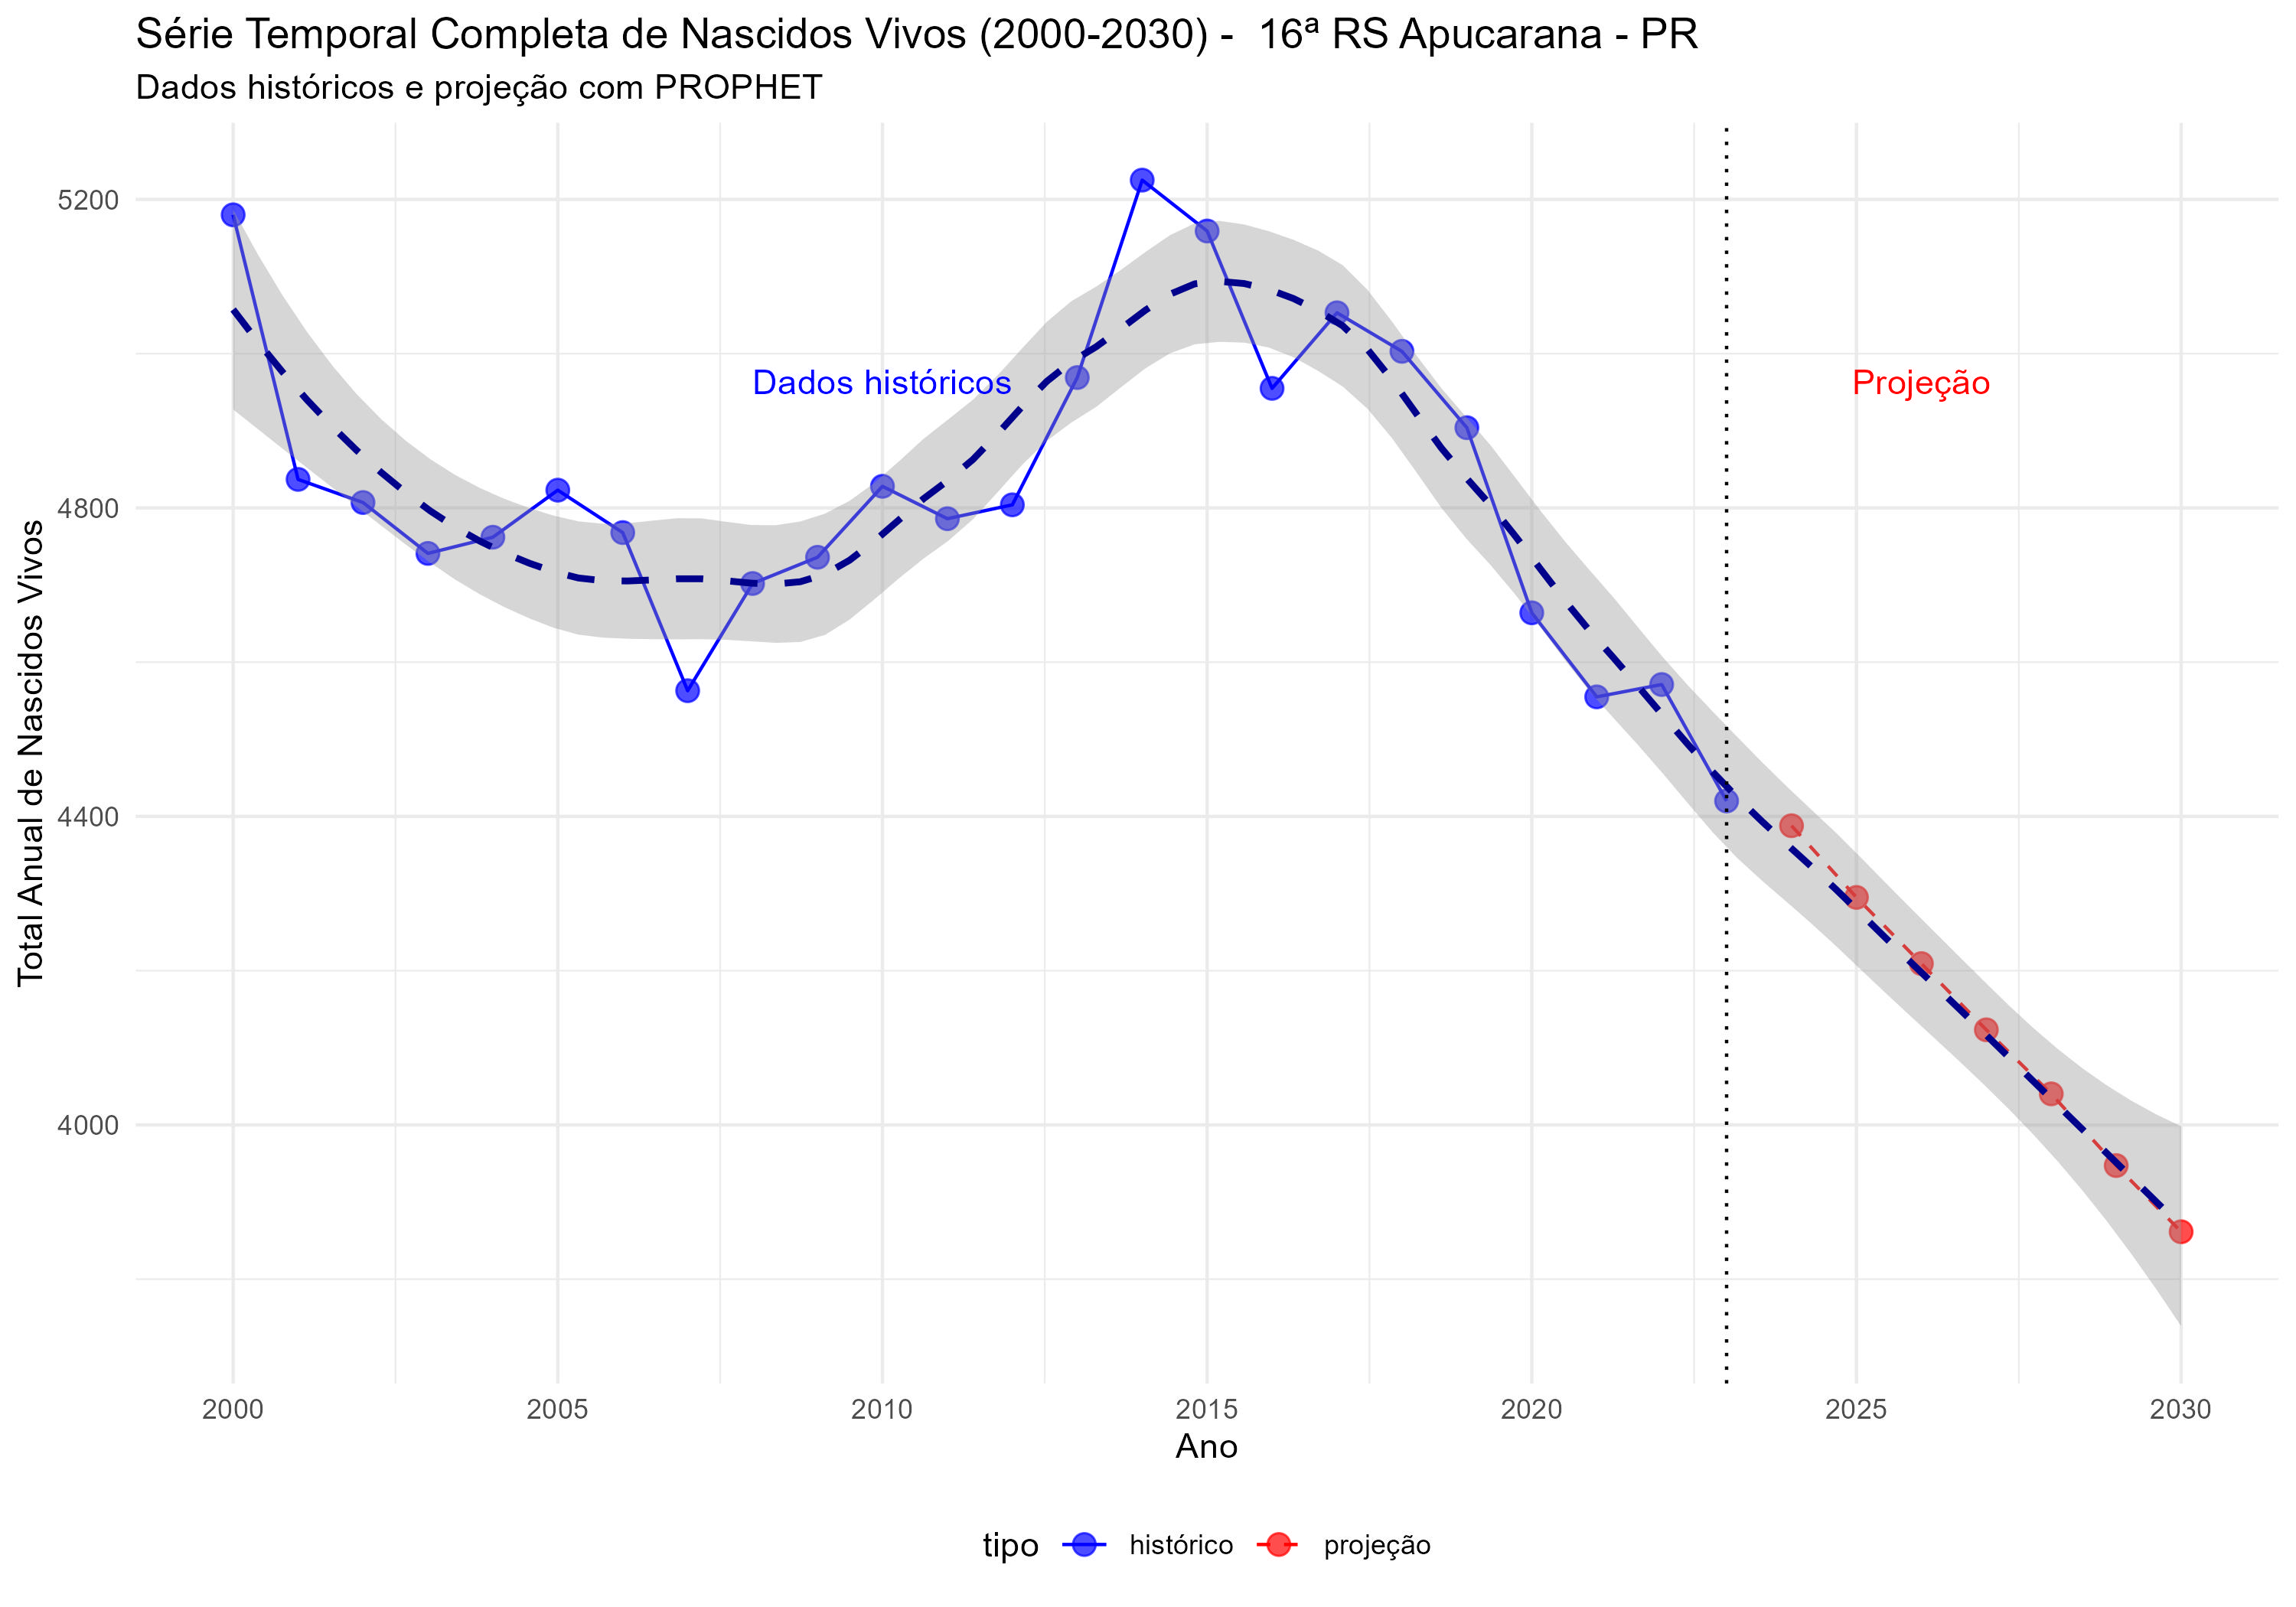 Série Temporal Completa de Nascidos Vivos (2000-2030) -  16ª RS Apucarana - PR
Dados históricos e projeção com PROPHET
Total Anual de Nascidos Vivos
5200
4800
4400
4000
Dados históricos
Projeção
2000 2005 2010 2015 2020 2025 2030
Ano
tipo histórico projeção